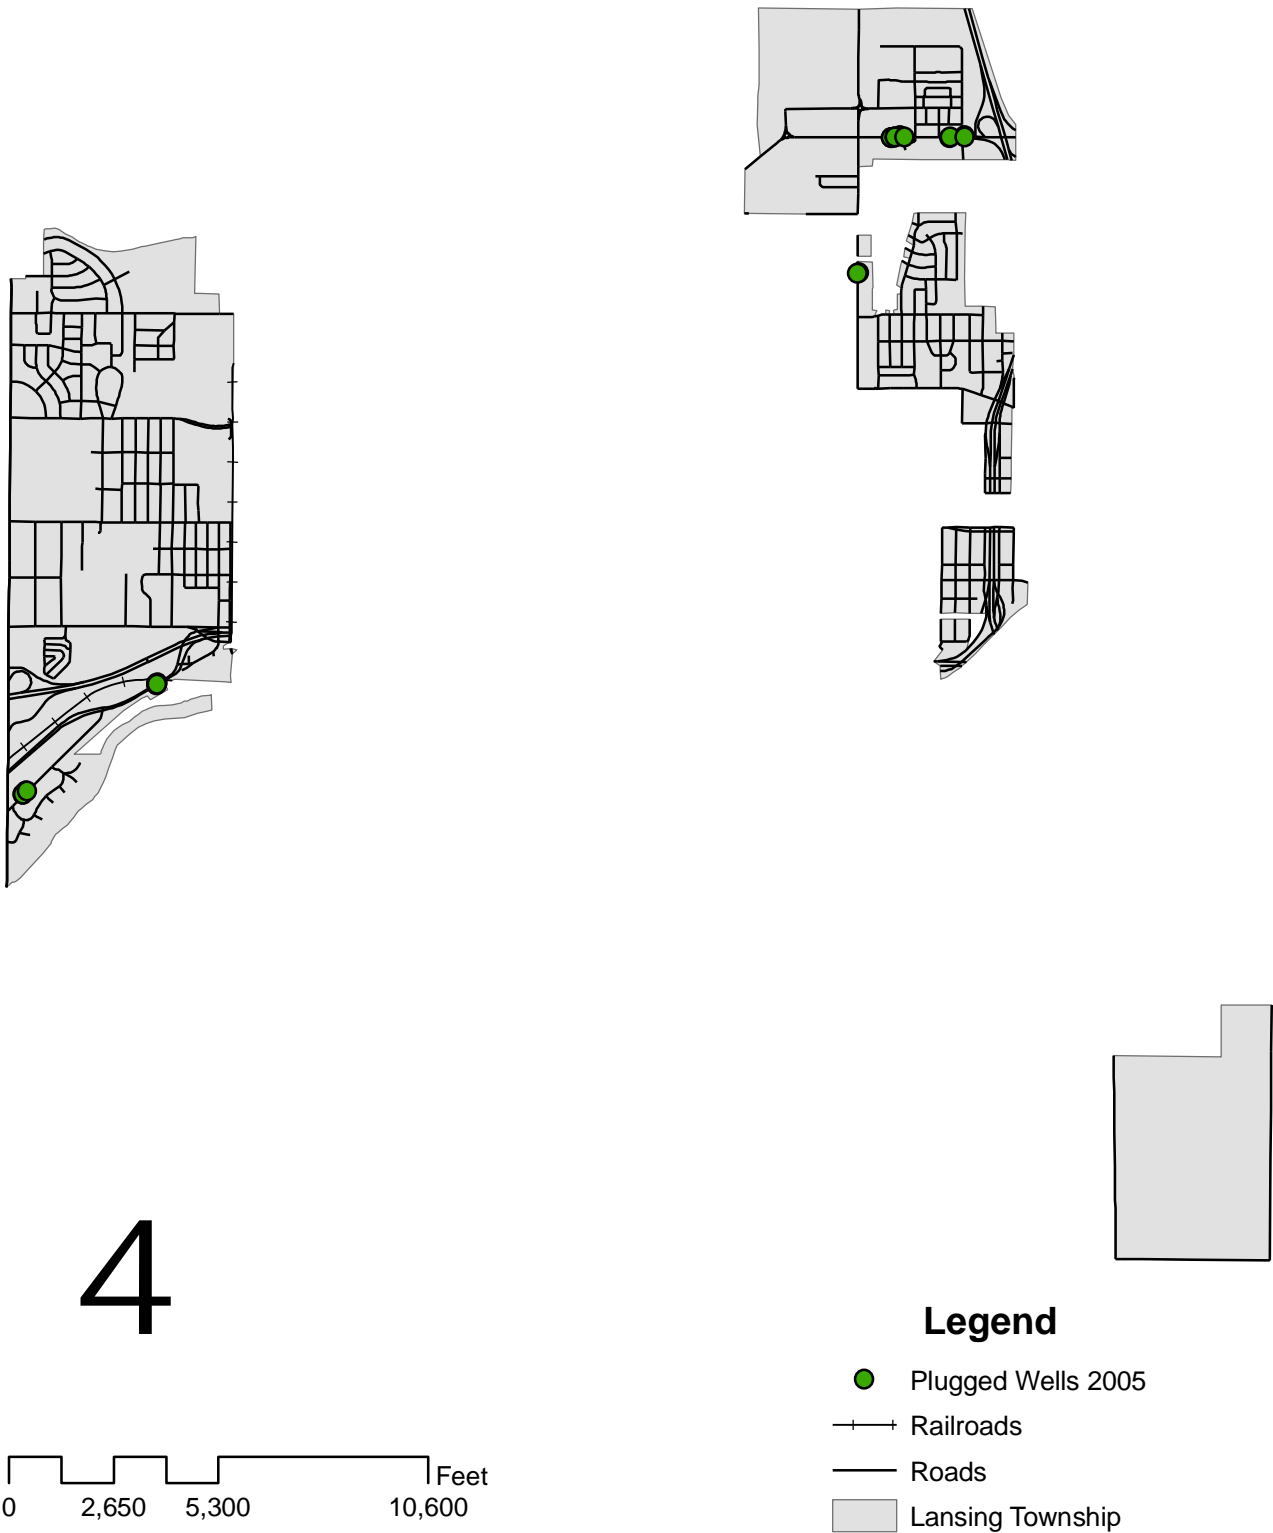 4
Feet
0 2,650 5,300 10,600
Legend
Plugged Wells 2005
Railroads
Roads
Lansing Township